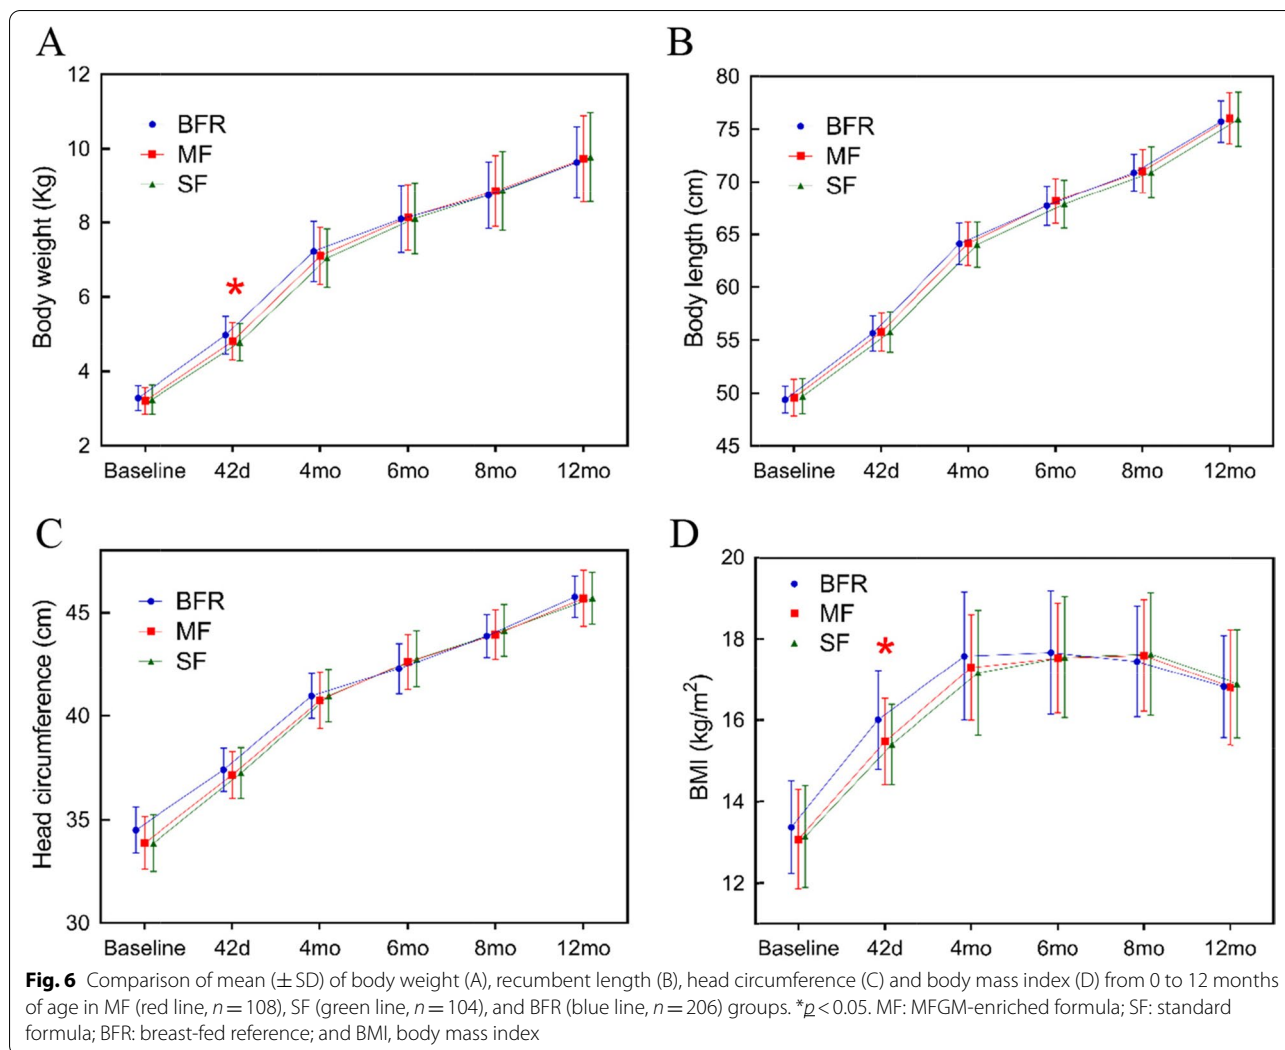 A
12
10
8
6
4
2
Body weight (Kg)
BFR
MF
SF
*
Baseline 42d 4mo 6mo 8mo 12mo
B
80
75
70
65
60
55
50
45
Body length (cm)
BFR
MF
SF
Baseline 42d 4mo 6mo 8mo 12mo
C
45
40
35
30
Head circumference (cm)
BFR
MF
SF
Baseline 42d 4mo 6mo 8mo 12mo
D
20
18
16
14
12
BMI (kg/m²)
BFR
MF
SF
*
Baseline 42d 4mo 6mo 8mo 12mo
Fig. 6 Comparison of mean (±SD) of body weight (A), recumbent length (B), head circumference (C) and body mass index (D) from 0 to 12 months
of age in MF (red line, n = 108), SF (green line, n = 104), and BFR (blue line, n = 206) groups. *p < 0.05. MF: MFGM-enriched formula; SF: standard
formula; BFR: breast-fed reference; and BMI, body mass index